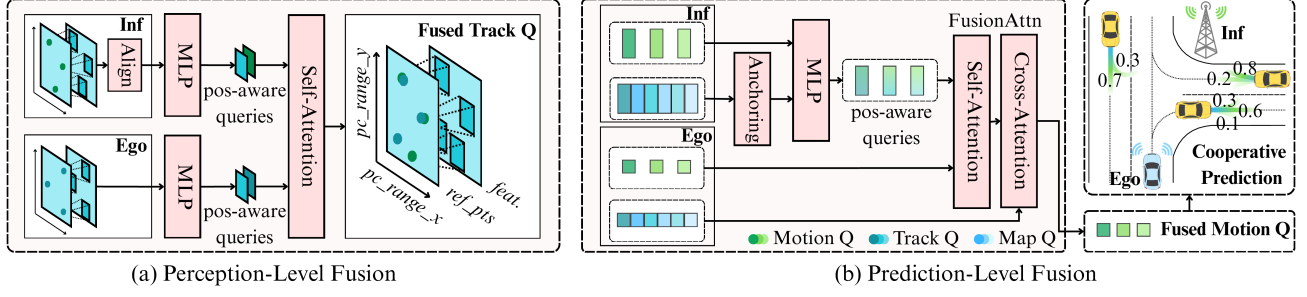 Inf
Align
MLP
pos-aware
queries
Ego
MLP
pos-aware
queries
Self-Attention
Fused Track Q
pc_range_y
pc_range_x
ref_pts
feat.
(a) Perception-Level Fusion
Inf
Anchoring
MLP
pos-aware
queries
Ego
FusionAttn
Self-Attention
Cross-Attention
Motion Q
Track Q
Map Q
(b) Prediction-Level Fusion
Inf
0.3
0.7
0.8
0.2
0.3
0.6
0.1
Ego
Cooperative
Prediction
Fused Motion Q